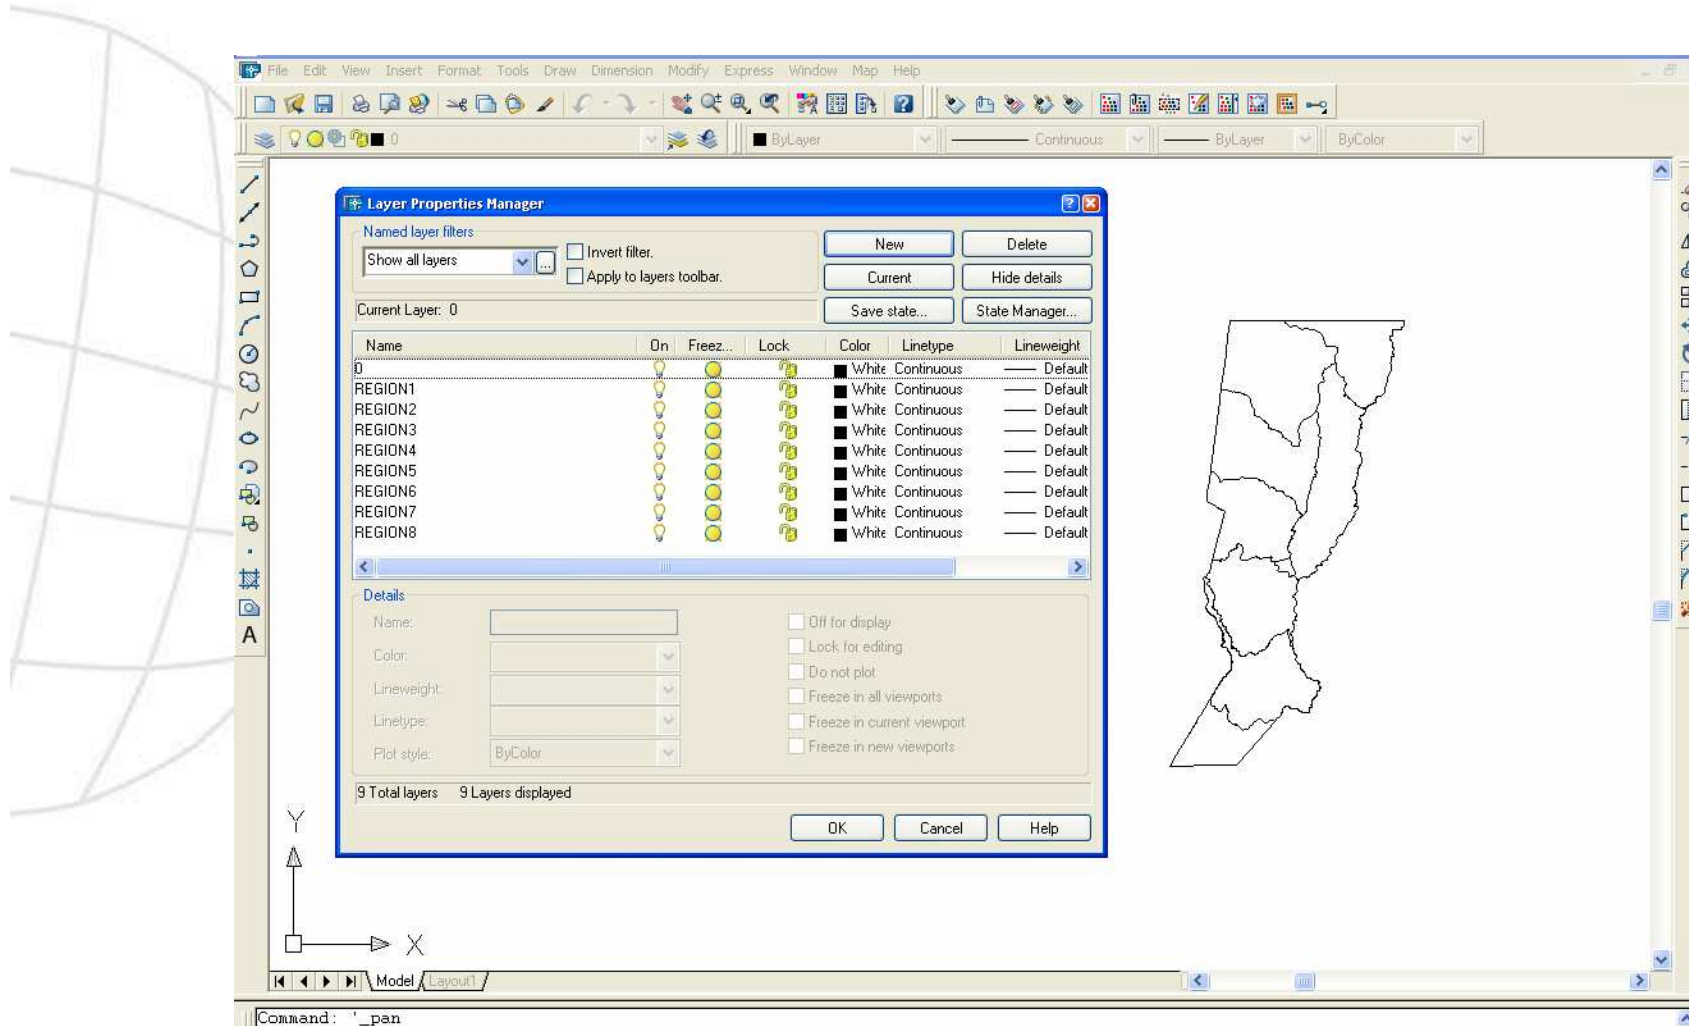 File Edit View Insert Format Tools Draw Dimension Modify Express Window Map Help
0 ByLayer Continuous ByLayer ByColor
Layer Properties Manager
Named layer filters
Show all layers ... Invert filter. New Delete
Apply to layers toolbar. Current Hide details
Current Layer: 0 Save state... State Manager...
Name On Freez... Lock Color Linetype Lineweight
0 White Continuous Default
REGION1 White Continuous Default
REGION2 White Continuous Default
REGION3 White Continuous Default
REGION4 White Continuous Default
REGION5 White Continuous Default
REGION6 White Continuous Default
REGION7 White Continuous Default
REGION8 White Continuous Default
Details
Name: Off for display
Color: Lock for editing
Do not plot
Lineweight: Freeze in all viewports
Linetype: Freeze in current viewport
Plot style: ByColor Freeze in new viewports
9 Total layers 9 Layers displayed
OK Cancel Help
A
Y
X
Model Layout1
Command: '_pan